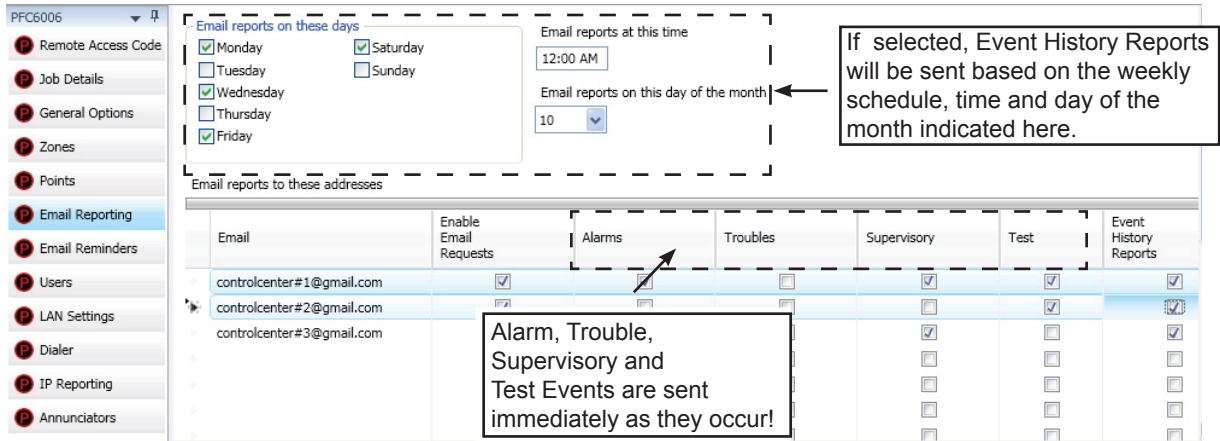 PFC6006
Remote Access Code
Job Details
General Options
Zones
Points
Email Reporting
Email Reminders
Users
LAN Settings
Dialer
IP Reporting
Annunciators
Email reports on these days
Monday
Tuesday
Wednesday
Thursday
Friday
Saturday
Sunday
Email reports at this time
12:00 AM
Email reports on this day of the month
10
If selected, Event History Reports
will be sent based on the weekly
schedule, time and day of the
month indicated here.
Email reports to these addresses
Email
Enable
Email
Requests
Alarms
Troubles
Supervisory
Test
Event
History
Reports
controlcenter#1@gmail.com
controlcenter#2@gmail.com
controlcenter#3@gmail.com
Alarm, Trouble,
Supervisory and
Test Events are sent
immediately as they occur!